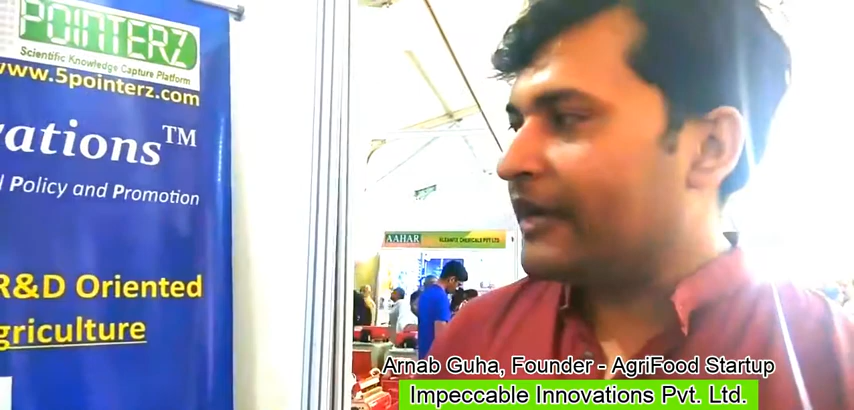 POINTERZ
Scientific Knowledge Capture Platform
www.5pointerz.com
vations™
Policy and Promotion
R&D Oriented
griculture
AAHAR
Arnab Guha, Founder - AgriFood Startup
Impeccable Innovations Pvt. Ltd.